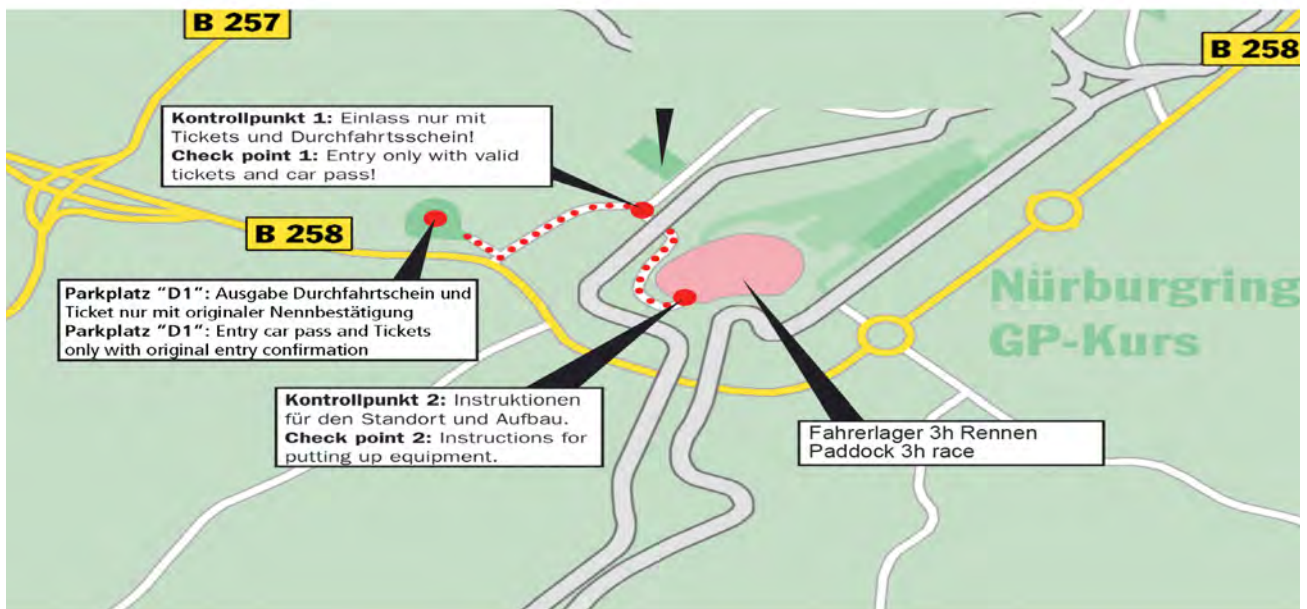 B 257
B 258
Kontrollpunkt 1: Einlass nur mit
Tickets und Durchfahrtsschein!
Check point 1: Entry only with valid
tickets and car pass!
B 258
Parkplatz "D1": Ausgabe Durchfahrtschein und
Ticket nur mit originaler Nennbestätigung
Parkplatz "D1": Entry car pass and Tickets
only with original entry confirmation
Nürburgring
GP-Kurs
Kontrollpunkt 2: Instruktionen
für den Standort und Aufbau.
Check point 2: Instructions for
putting up equipment.
Fahrerlager 3h Rennen
Paddock 3h race